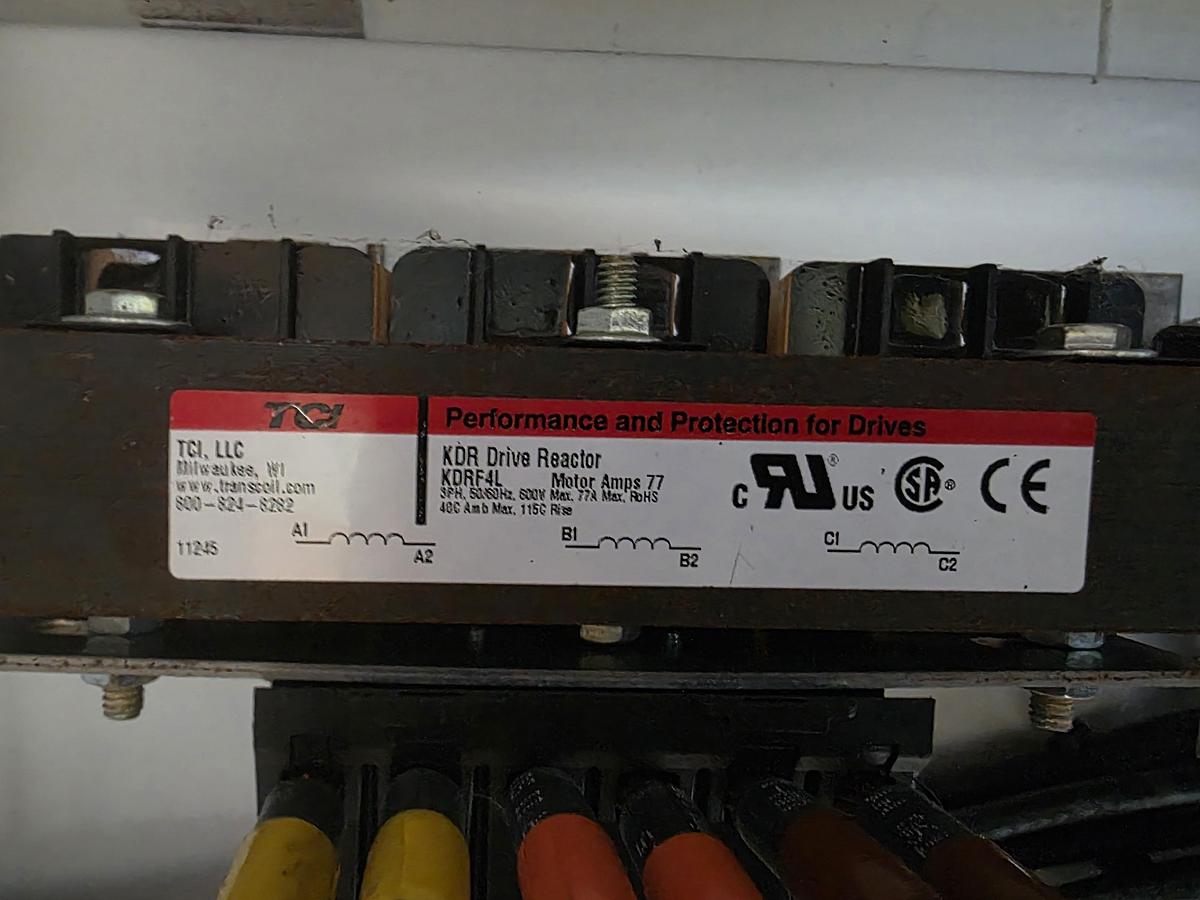 TCI
Performance and Protection for Drives
TCI, LLC
Milwaukee, WI
www.transcoil.com
800-824-8282
11245
KDR Drive Reactor
KDRF4L Motor Amps 77
3PH, 50/60Hz, 600V Max, 77A Max, RoHS
40C Amb Max, 115C Rise
A1
A2
B1
B2
C1
C2
C UR US
SA®
CE